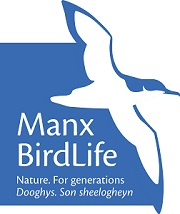 Manx
BirdLife
Nature. For generations
Dooghys. Son sheelogheyn